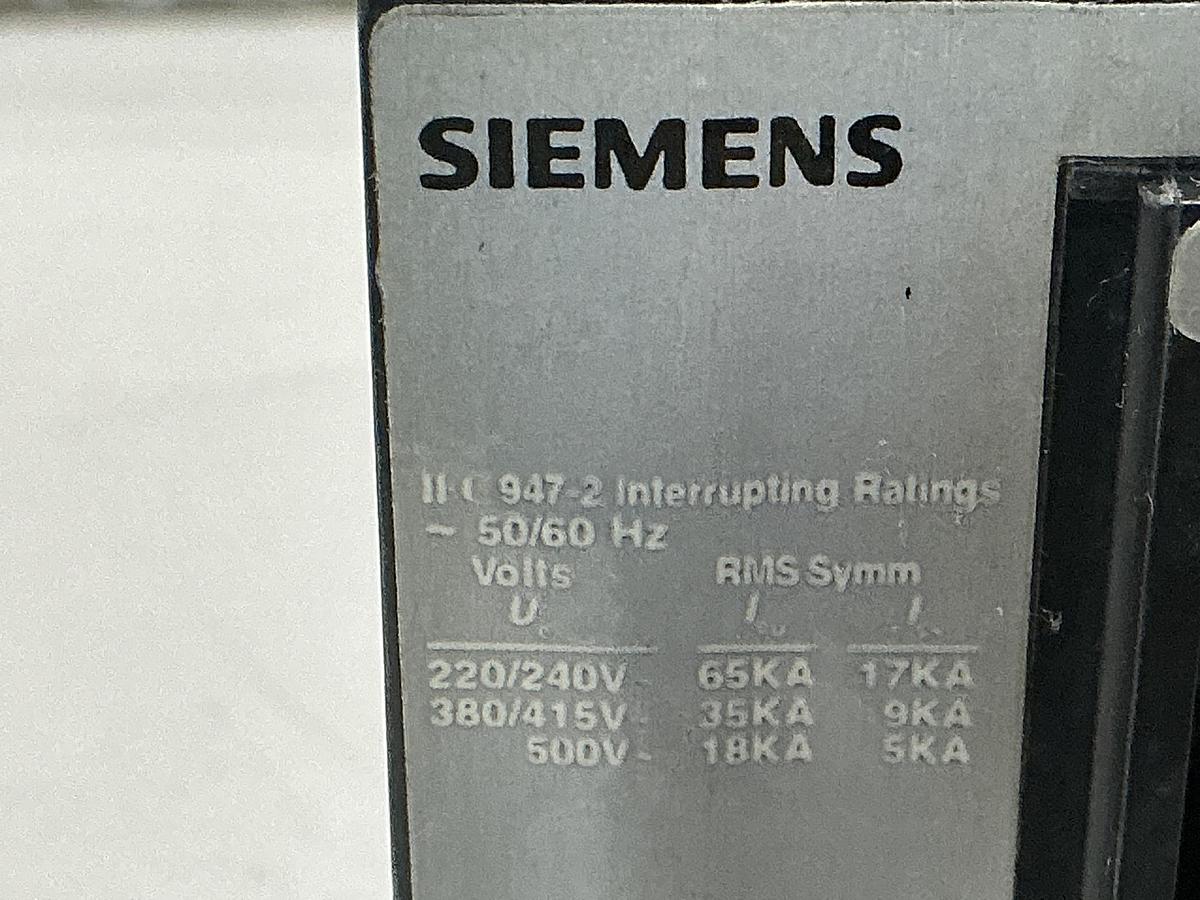 SIEMENS
IEC 947-2 Interrupting Ratings
~ 50/60 Hz
Volts RMS Symm
U I I
220/240V~ 65KA 17KA
380/415V~ 35KA 9KA
500V~ 18KA 5KA